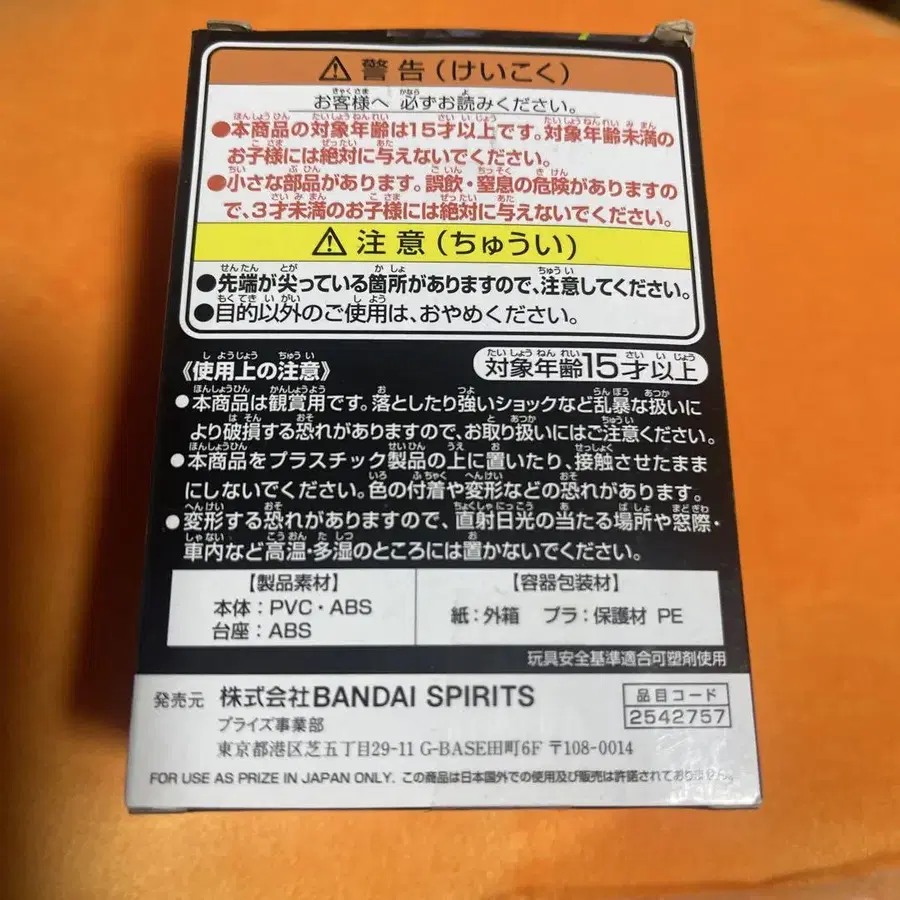 ⚠警告(けいこく)
お客様へ 必ずお読みください。
●本商品の対象年齢は15才以上です。対象年齢未満の
お子様には絶対に与えないでください。
●小さな部品があります。誤飲・窒息の危険がありますの
で、3才未満のお子様には絶対に与えないでください。
⚠注意(ちゅうい)
●先端が尖っている箇所がありますので、注意してください。
●目的以外のご使用は、おやめください。
《使用上の注意》
対象年齢15才以上
●本商品は観賞用です。落としたり強いショックなど乱暴な扱いに
より破損する恐れがありますので、お取り扱いにはご注意ください。
●本商品をプラスチック製品の上に置いたり、接触させたまま
にしないでください。色の付着や変形などの恐れがあります。
●変形する恐れがありますので、直射日光の当たる場所や窓際・
車内など高温・多湿のところには置かないでください。
【製品素材】
本体:PVC・ABS
台座:ABS
【容器包装材】
紙:外箱 プラ:保護材 PE
玩具安全基準適合可塑剤使用
発売元 株式会社BANDAI SPIRITS
プライズ事業部
東京都港区芝五丁目29-11 G-BASE田町6F 〒108-0014
品目コード
2542757
FOR USE AS PRIZE IN JAPAN ONLY. この商品は日本国外での使用及び販売は許諾されておりません。